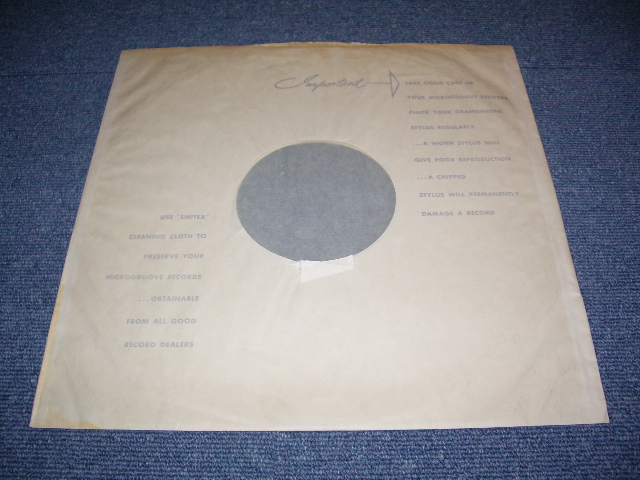 Important
TAKE GOOD CARE OF
YOUR MICROGROOVE RECORDS
CHECK YOUR GRAMOPHONE
STYLUS REGULARLY
...A WORN STYLUS WILL
GIVE POOR REPRODUCTION
...A CHIPPED
STYLUS WILL PERMANENTLY
DAMAGE A RECORD
USE 'EMITEX'
CLEANING CLOTH TO
PRESERVE YOUR
MICROGROOVE RECORDS
...OBTAINABLE
FROM ALL GOOD
RECORD DEALERS